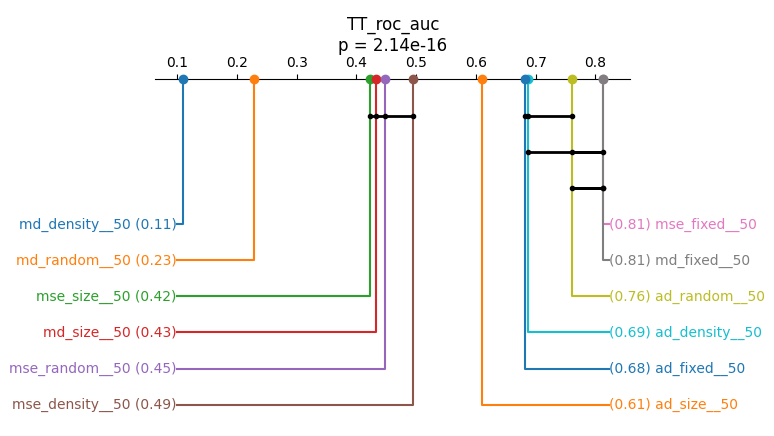 TT_roc_auc
p = 2.14e-16
0.1 0.2 0.3 0.4 0.5 0.6 0.7 0.8
md_density__50 (0.11)
(0.81) mse_fixed__50
md_random__50 (0.23)
(0.81) md_fixed__50
mse_size__50 (0.42)
(0.76) ad_random__50
md_size__50 (0.43)
(0.69) ad_density__50
mse_random__50 (0.45)
(0.68) ad_fixed__50
mse_density__50 (0.49)
(0.61) ad_size__50